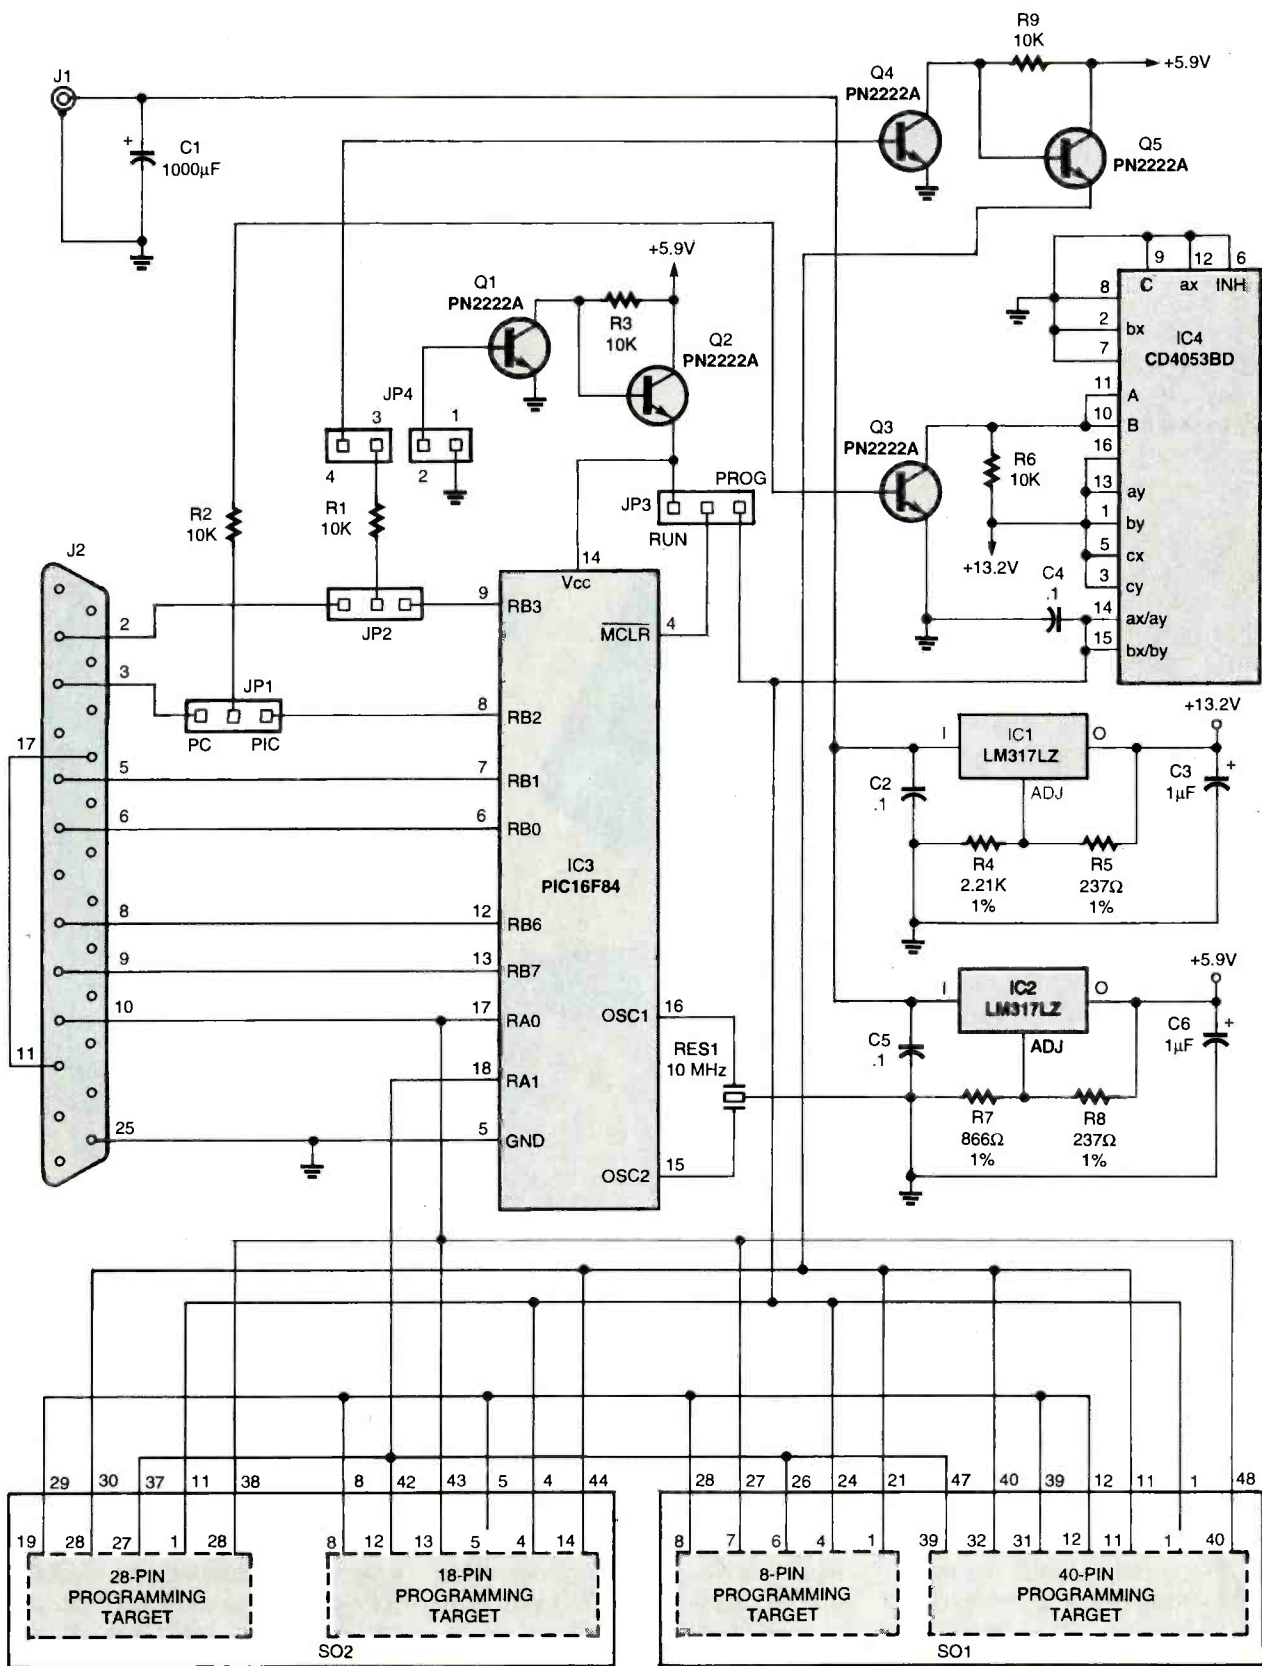 R9
10K
J1
+5.9V
Q4
PN2222A
+
C1
1000µF
Q5
PN2222A
+5.9V
Q1
PN2222A
R3
10K
Q2
PN2222A
9 12 6
C ax INH
8
2 bx
7
IC4
CD4053BD
11 A
10 B
16
13 ay
1 by
5 cx
3 cy
14 ax/ay
15 bx/by
JP4
3 1
4 2
Q3
PN2222A
R6
10K
+13.2V
C4
.1
R2
10K
R1
10K
JP3
PROG
RUN
J2
14
Vcc
2
JP2
9 RB3
4 MCLR
3
JP1
PC PIC
8 RB2
17
5
7 RB1
6
6 RB0
IC3
PIC16F84
8
12 RB6
9
13 RB7
10
17 RA0
OSC1 16
11
18 RA1
RES1
10 MHz
25
5 GND
OSC2 15
+13.2V
I IC1 O
LM317LZ
ADJ
C2
.1
C3
1µF
+
R4
2.21K
1%
R5
237Ω
1%
+5.9V
I IC2 O
LM317LZ
ADJ
C5
.1
C6
1µF
+
R7
866Ω
1%
R8
237Ω
1%
29 30 37 11 38 8 42 43 5 4 44 28 27 26 24 21 47 40 39 12 11 1 48
19 28 27 1 28 8 12 13 5 4 14 8 7 6 4 1 39 32 31 12 11 1 40
28-PIN
PROGRAMMING
TARGET
18-PIN
PROGRAMMING
TARGET
8-PIN
PROGRAMMING
TARGET
40-PIN
PROGRAMMING
TARGET
SO2
SO1